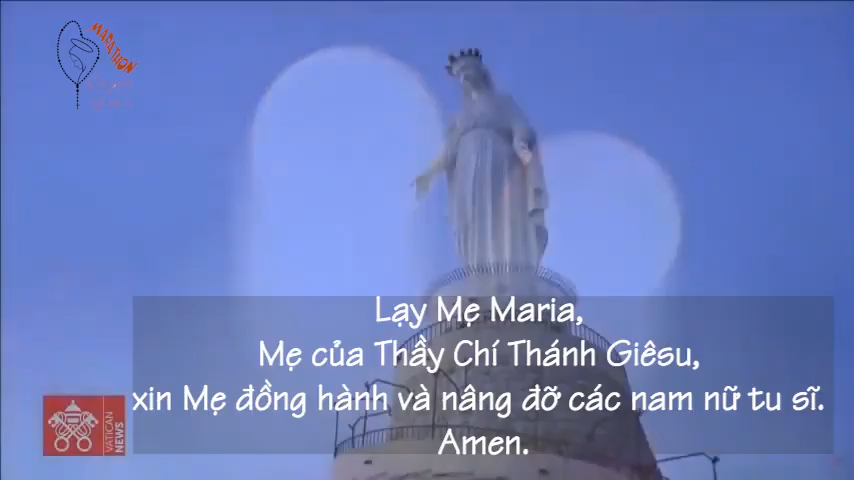 MARATHON
Lạy Mẹ Maria,
Mẹ của Thầy Chí Thánh Giêsu,
xin Mẹ đồng hành và nâng đỡ các nam nữ tu sĩ.
Amen.
VATICAN
NEWS